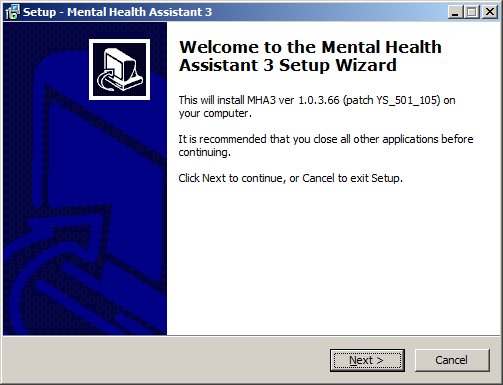 Setup - Mental Health Assistant 3
Welcome to the Mental Health
Assistant 3 Setup Wizard
This will install MHA3 ver 1.0.3.66 (patch YS_501_105) on
your computer.
It is recommended that you close all other applications before
continuing.
Click Next to continue, or Cancel to exit Setup.
Next >
Cancel